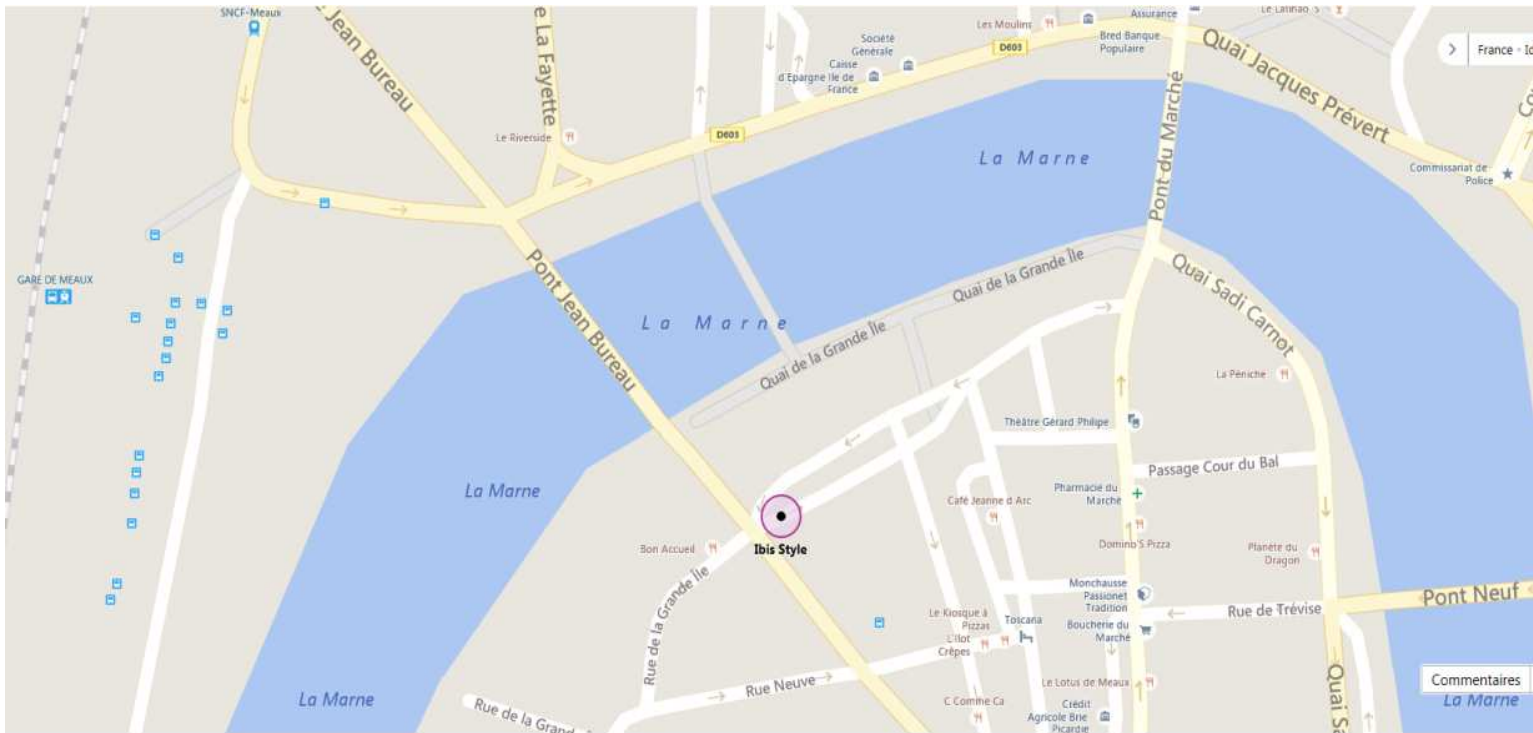 SNCF-Meaux
Jean Bureau
e La Fayette
Les Moulins
Société
Générale
Caisse
d'Epargne Ile de
France
Assurance
Bred Banque
Populaire
D603
Quai Jacques Prévert
France
Le Riverside
D603
La Marne
Pont du Marché
Commissariat de
Police
GARE DE MEAUX
Pont Jean Bureau
La Marne
Quai de la Grande Île
Quai de la Grande Île
Quai Sadi Carnot
La Péniche
Théâtre Gérard Philipe
Passage Cour du Bal
La Marne
Pharmacie du
Marché
Café Jeanne d Arc
Bon Accueil
Ibis Style
Domino'S Pizza
Planète du
Dragon
Rue de la Grande Île
Monchausse
Passionet
Tradition
Pont Neuf
Rue de Trévise
Le Kiosque à
Pizzas
Toscana
Boucherie du
Marché
L'Ilot
Crêpes
Rue Neuve
Le Lotus de Meaux
Commentaires
La Marne
La Marne
C Comme Ca
Crédit
Agricole Brie
Picardie
Rue de la Grand
Quai Sa